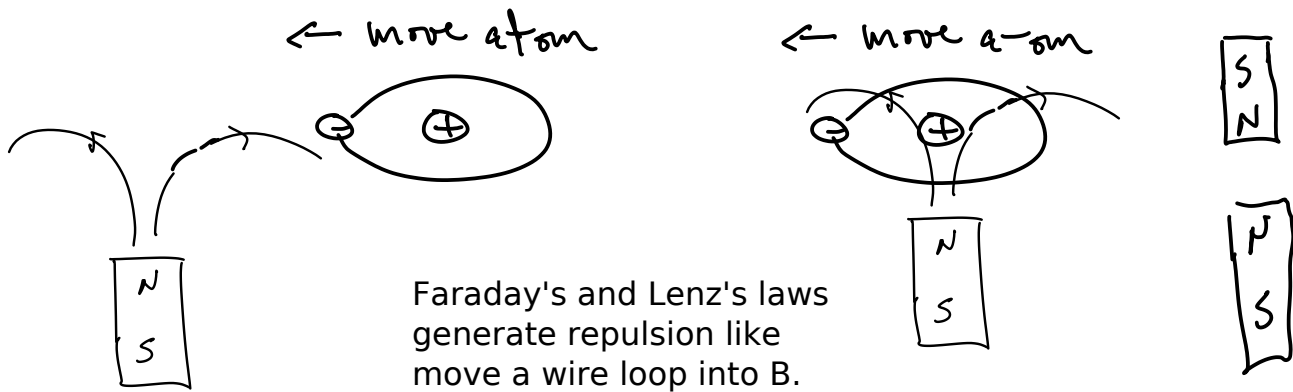 ← move atom
← move a-om
S
N
⊖ ⊕
⊖ ⊕
N
S
N
S
N
S
Faraday's and Lenz's laws
generate repulsion like
move a wire loop into B.